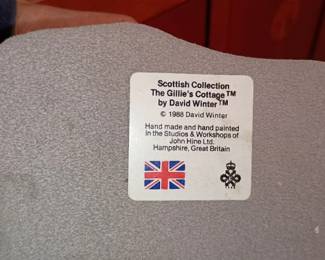 Scottish Collection
The Gillie's Cottage™
by David Winter™
© 1988 David Winter
Hand made and hand painted
in the Studios & Workshops of
John Hine Ltd.
Hampshire, Great Britain